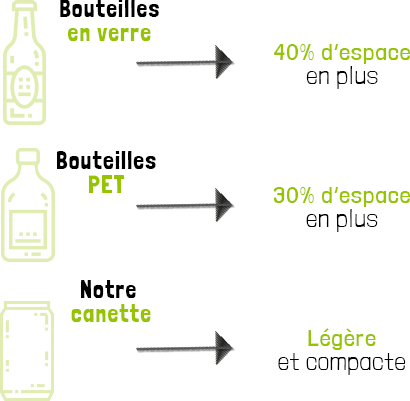 Bouteilles
en verre
40% d'espace
en plus
Bouteilles
PET
30% d'espace
en plus
Notre
canette
Légère
et compacte